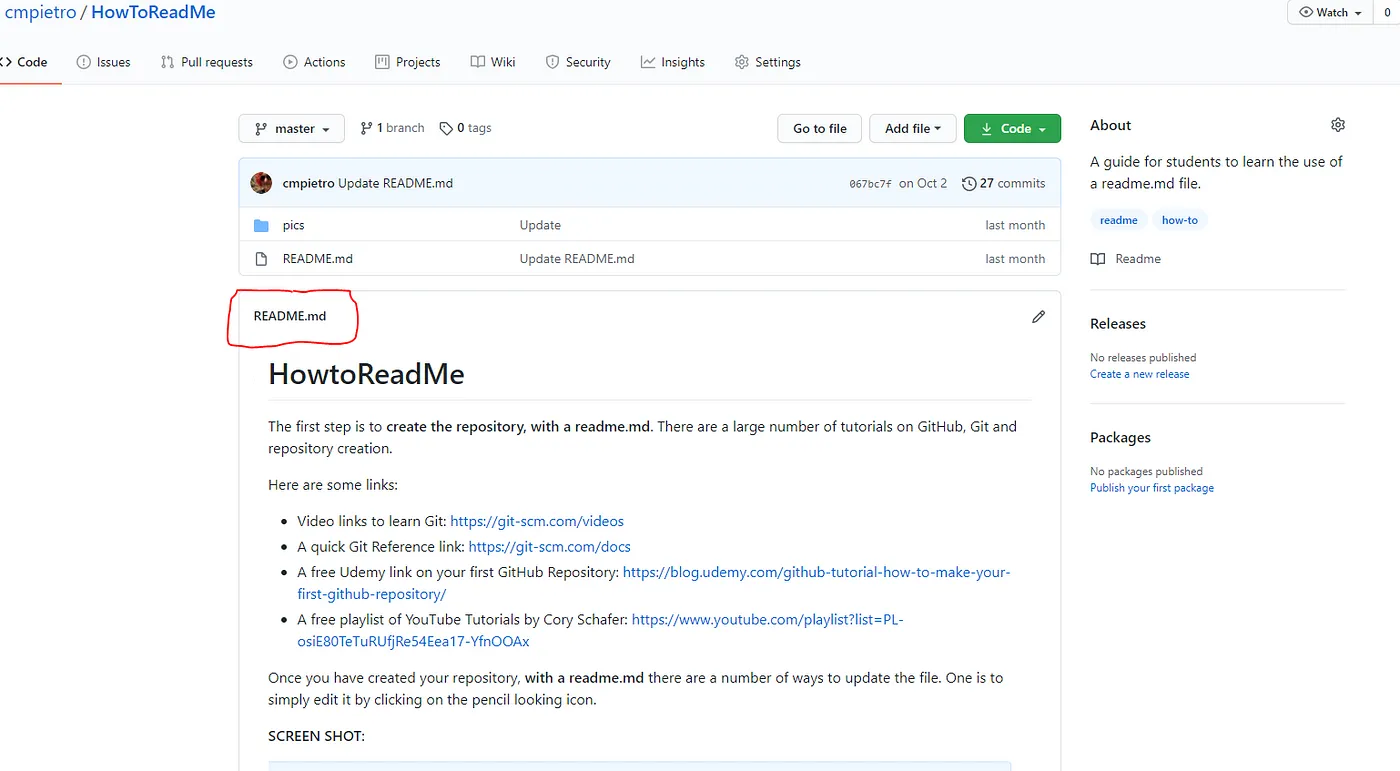 cmpietro / HowToReadMe
Watch 0
Code Issues Pull requests Actions Projects Wiki Security Insights Settings
master 1 branch 0 tags Go to file Add file Code
cmpietro Update README.md 067bc7f on Oct 2 27 commits
pics Update last month
README.md Update README.md last month
README.md
HowtoReadMe
The first step is to create the repository, with a readme.md. There are a large number of tutorials on GitHub, Git and
repository creation.
Here are some links:
• Video links to learn Git: https://git-scm.com/videos
• A quick Git Reference link: https://git-scm.com/docs
• A free Udemy link on your first GitHub Repository: https://blog.udemy.com/github-tutorial-how-to-make-your-
first-github-repository/
• A free playlist of YouTube Tutorials by Cory Schafer: https://www.youtube.com/playlist?list=PL-
osiE80TeTuRUfjRe54Eea17-YfnOOAx
Once you have created your repository, with a readme.md there are a number of ways to update the file. One is to
simply edit it by clicking on the pencil looking icon.
SCREEN SHOT:
About
A guide for students to learn the use of
a readme.md file.
readme how-to
Readme
Releases
No releases published
Create a new release
Packages
No packages published
Publish your first package